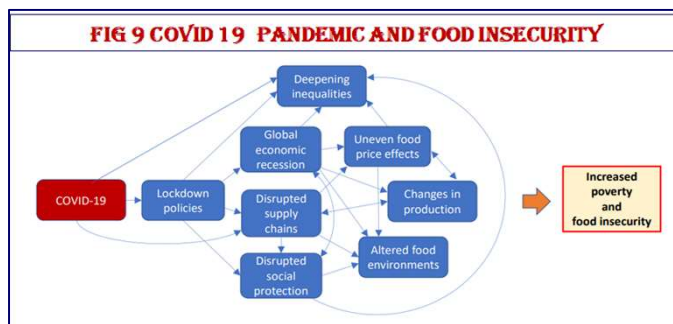 FIG 9 COVID 19 PANDEMIC AND FOOD INSECURITY
Deepening
inequalities
Global
economic
recession
Uneven food
price effects
COVID-19
Lockdown
policies
Disrupted
supply
chains
Changes in
production
Disrupted
social
protection
Altered food
environments
Increased
poverty
and
food insecurity